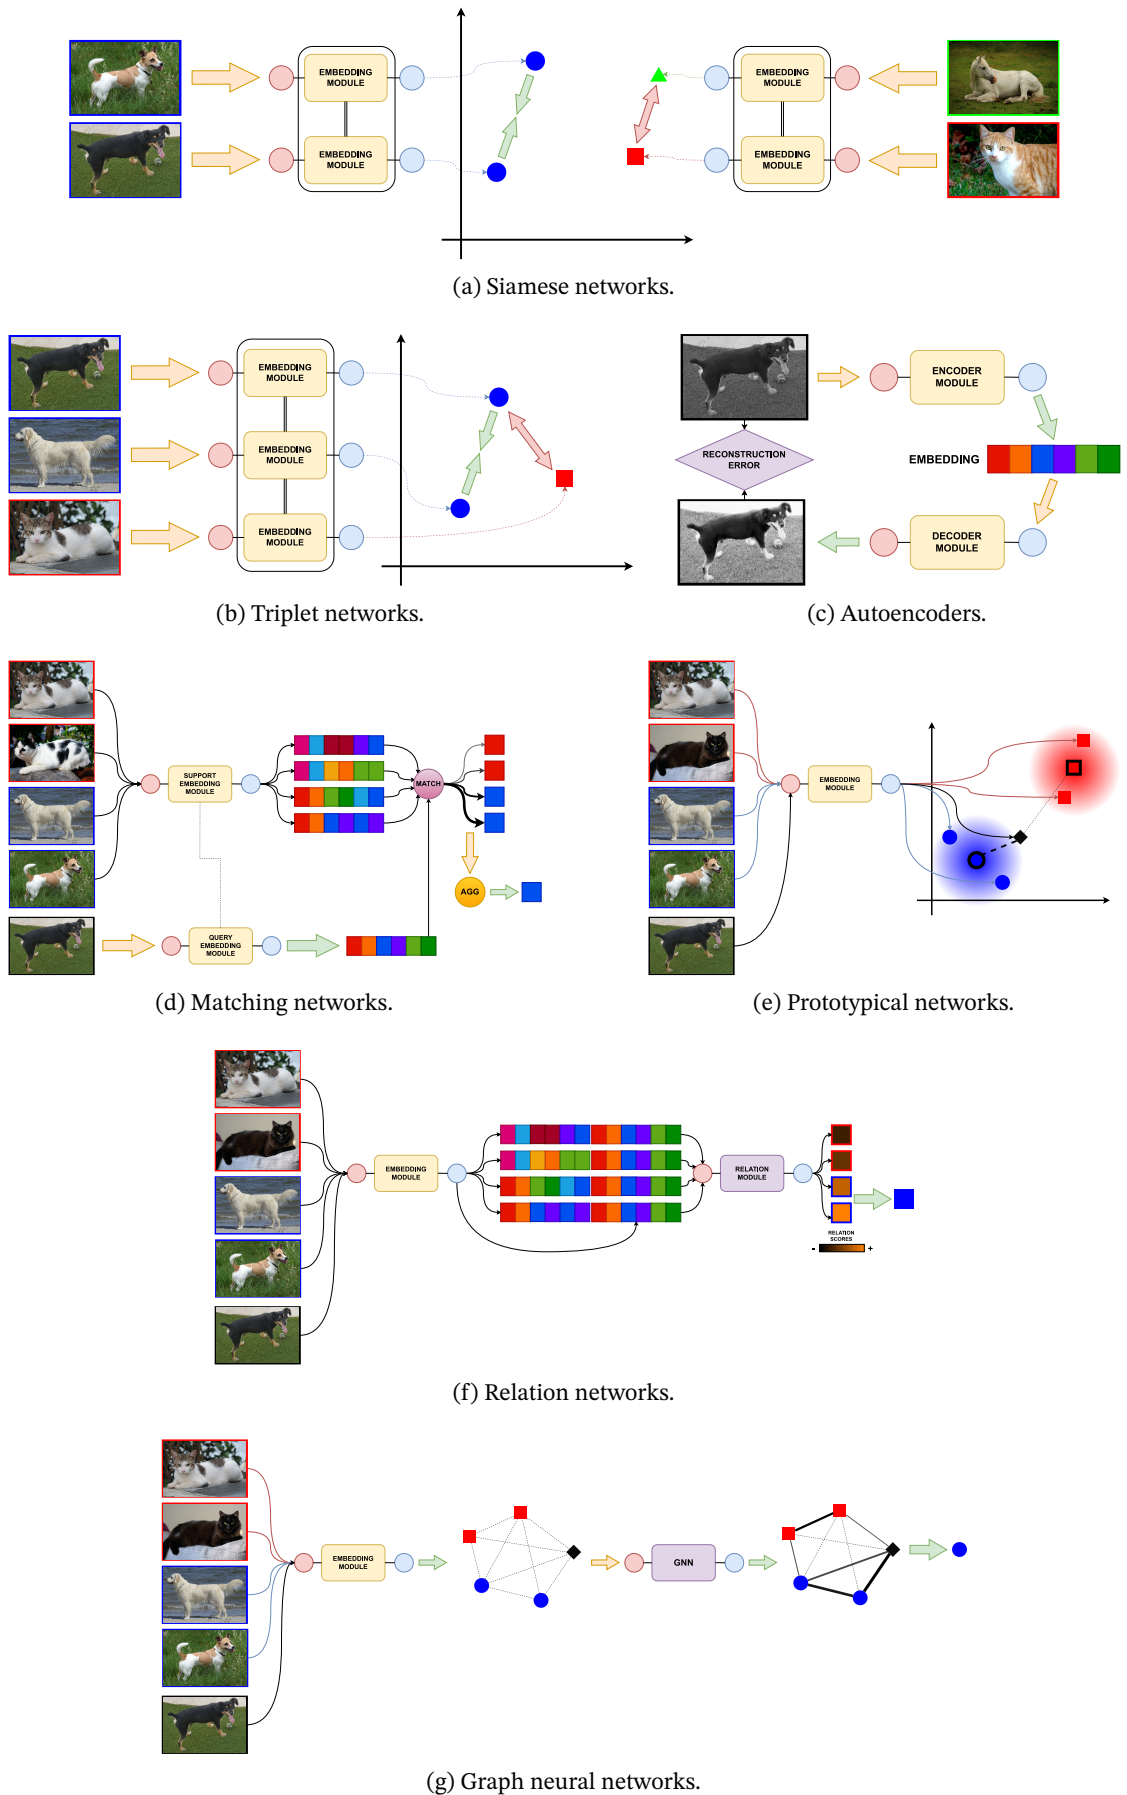 EMBEDDING
MODULE
EMBEDDING
MODULE
EMBEDDING
MODULE
EMBEDDING
MODULE
(a) Siamese networks.
EMBEDDING
MODULE
EMBEDDING
MODULE
EMBEDDING
MODULE
(b) Triplet networks.
ENCODER
MODULE
RECONSTRUCTION
ERROR
EMBEDDING
DECODER
MODULE
(c) Autoencoders.
SUPPORT
EMBEDDING
MODULE
MATCH
AGG
QUERY
EMBEDDING
MODULE
(d) Matching networks.
EMBEDDING
MODULE
(e) Prototypical networks.
EMBEDDING
MODULE
RELATION
MODULE
RELATION
SCORES
- +
(f) Relation networks.
EMBEDDING
MODULE
GNN
(g) Graph neural networks.